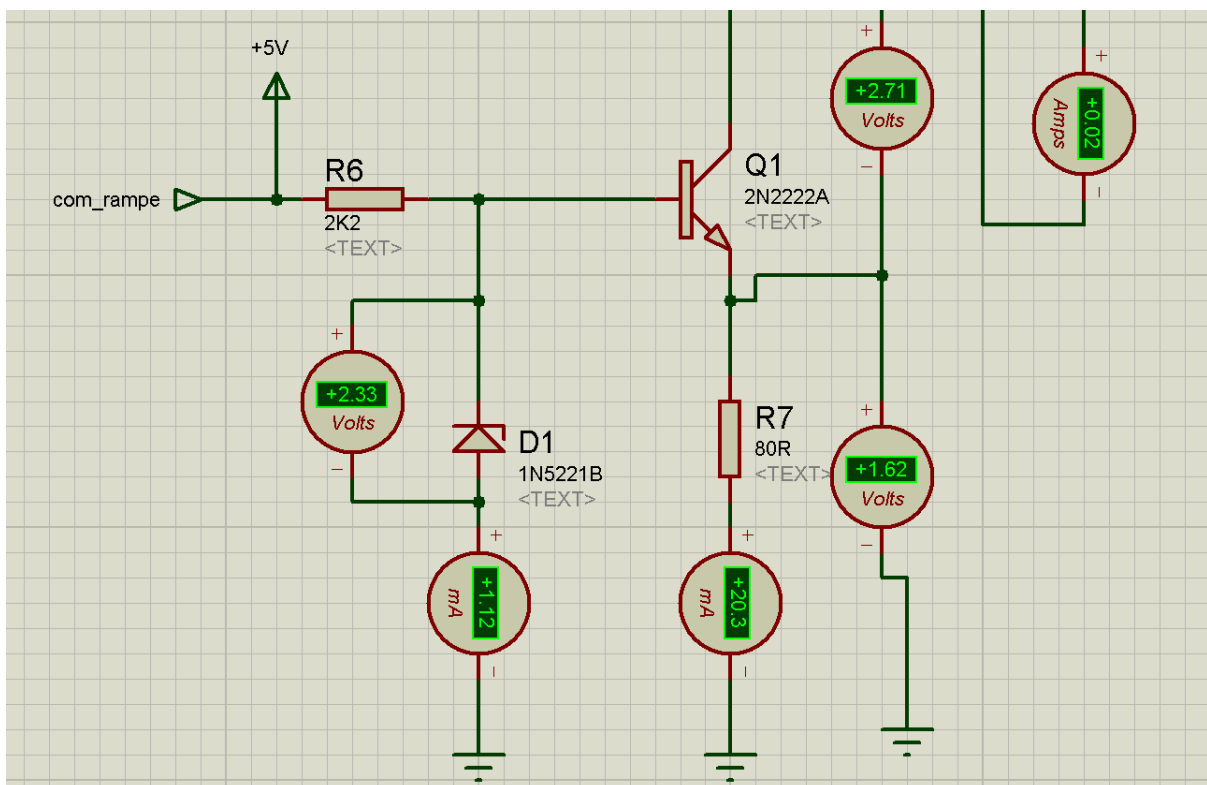 +5V
com_rampe
R6
2K2
<TEXT>
+
+2.33
Volts
−
D1
1N5221B
<TEXT>
+
+1.12
mA
−
Q1
2N2222A
<TEXT>
R7
80R
<TEXT>
+
+20.3
mA
−
+
+2.71
Volts
−
+
+1.62
Volts
−
+
+0.02
Amps
−